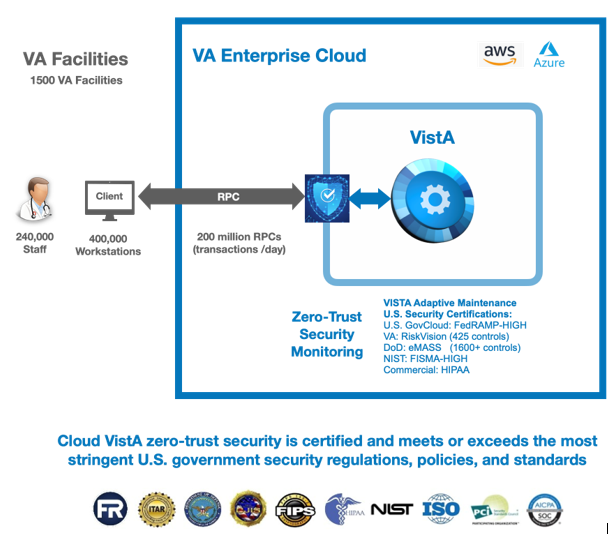 VA Facilities
1500 VA Facilities
VA Enterprise Cloud
aws
Azure
VistA
Client
RPC
240,000
Staff
400,000
Workstations
200 million RPCs
(transactions /day)
Zero-Trust
Security
Monitoring
VISTA Adaptive Maintenance
U.S. Security Certifications:
U.S. GovCloud: FedRAMP-HIGH
VA: RiskVision (425 controls)
DoD: eMASS (1600+ controls)
NIST: FISMA-HIGH
Commercial: HIPAA
Cloud VistA zero-trust security is certified and meets or exceeds the most
stringent U.S. government security regulations, policies, and standards
FR
ITAR
FIPS
HIPAA
NIST
ISO
PCI
AICPA
SOC